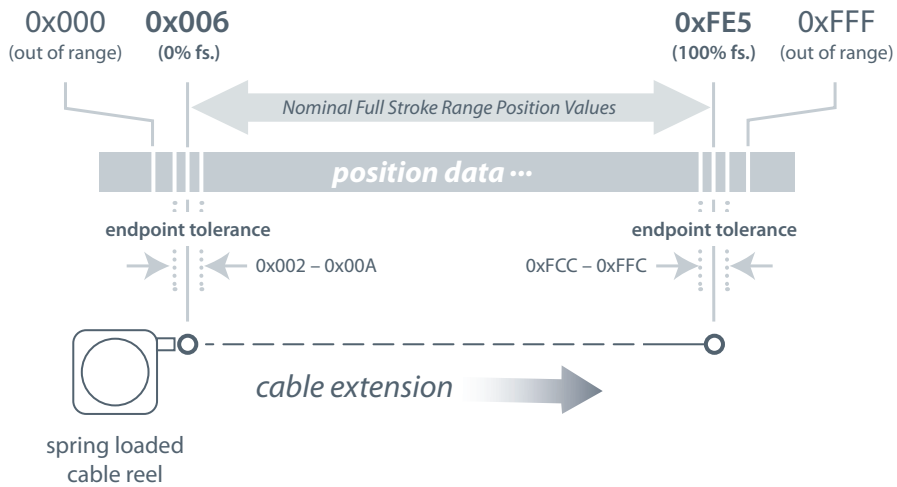 0x000 0x006 0xFE5 0xFFF
(out of range) (0% fs.) (100% fs.) (out of range)
Nominal Full Stroke Range Position Values
position data ···
endpoint tolerance endpoint tolerance
0x002 – 0x00A 0xFCC – 0xFFC
cable extension
spring loaded
cable reel